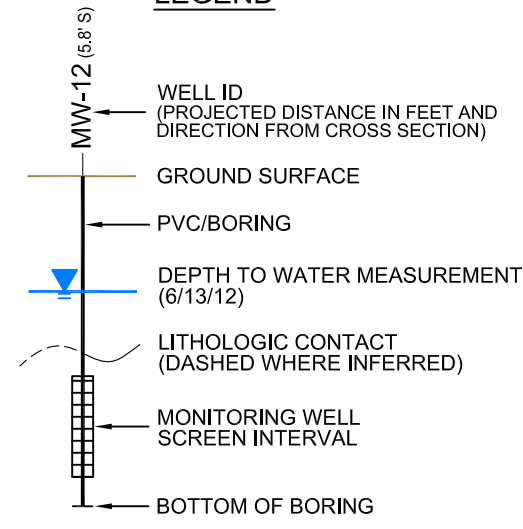 LEGEND
MW-12 (5.8' S)
WELL ID
(PROJECTED DISTANCE IN FEET AND
DIRECTION FROM CROSS SECTION)
GROUND SURFACE
PVC/BORING
DEPTH TO WATER MEASUREMENT
(6/13/12)
LITHOLOGIC CONTACT
(DASHED WHERE INFERRED)
MONITORING WELL
SCREEN INTERVAL
BOTTOM OF BORING